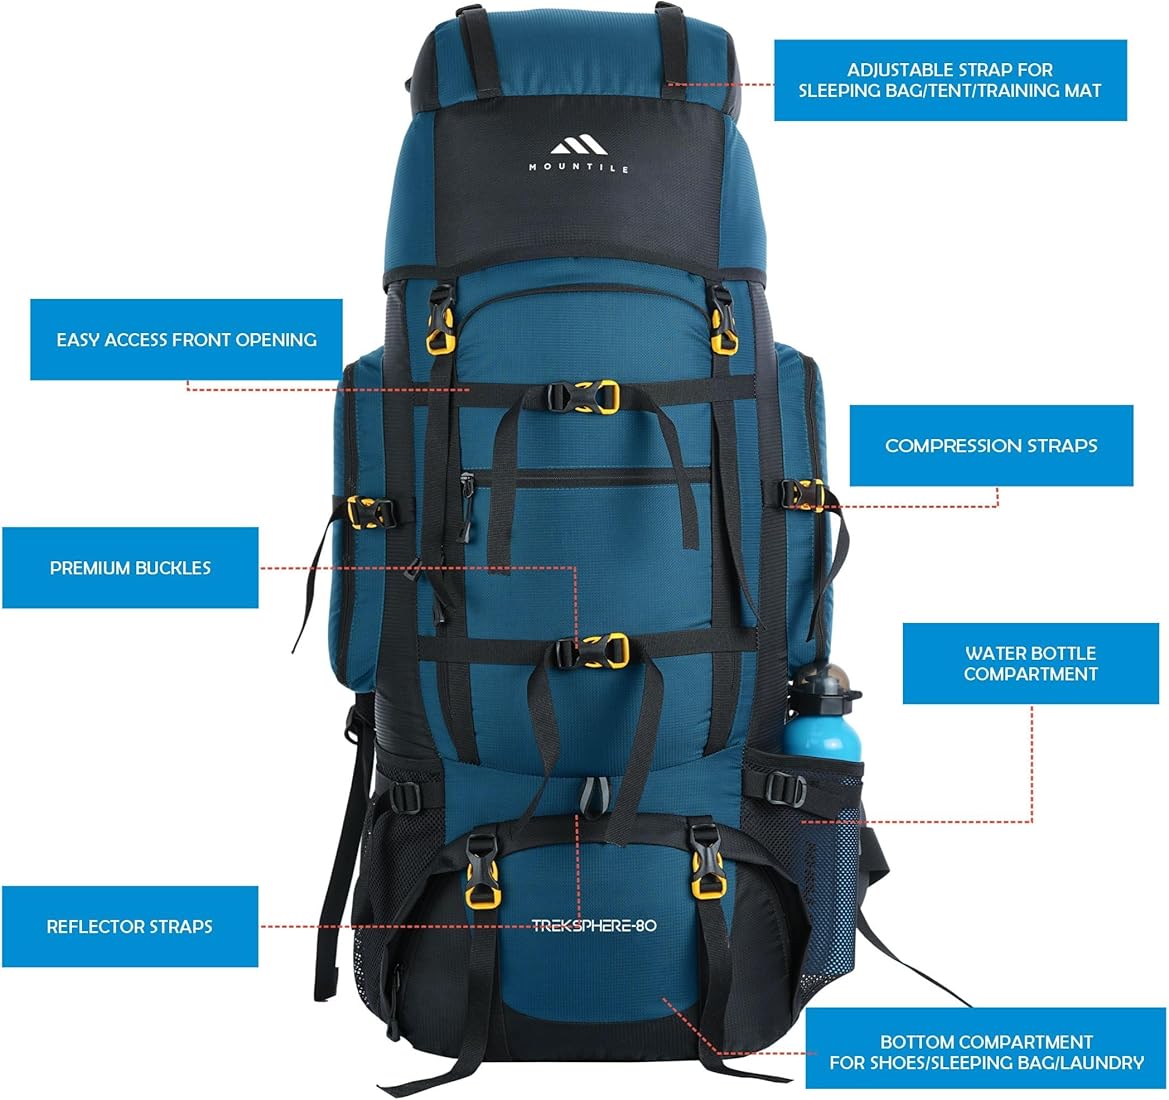 ADJUSTABLE STRAP FOR
SLEEPING BAG/TENT/TRAINING MAT
MOUNTILE
EASY ACCESS FRONT OPENING
COMPRESSION STRAPS
PREMIUM BUCKLES
WATER BOTTLE
COMPARTMENT
REFLECTOR STRAPS
TREKSPHERE-80
BOTTOM COMPARTMENT
FOR SHOES/SLEEPING BAG/LAUNDRY